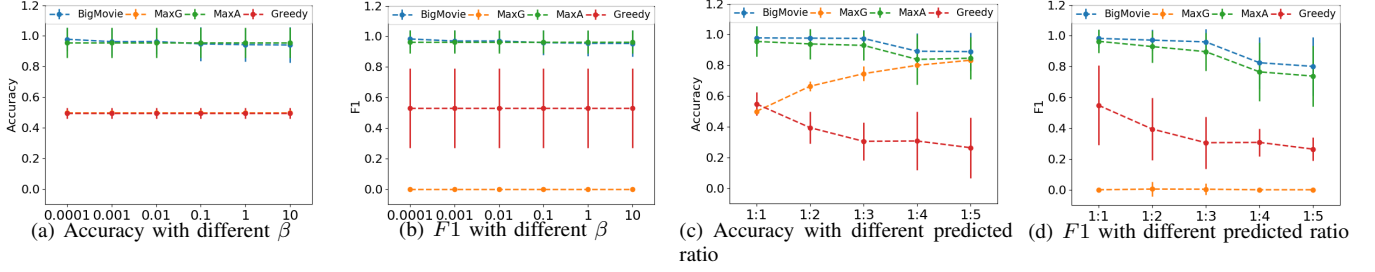 BigMovie MaxG MaxA Greedy
Accuracy
1.2
1.0
0.8
0.6
0.4
0.2
0.0
0.0001 0.001 0.01 0.1 1 10
(a) Accuracy with different β
BigMovie MaxG MaxA Greedy
F1
1.2
1.0
0.8
0.6
0.4
0.2
0.0
0.0001 0.001 0.01 0.1 1 10
(b) F1 with different β
BigMovie MaxG MaxA Greedy
Accuracy
1.2
1.0
0.8
0.6
0.4
0.2
0.0
1:1 1:2 1:3 1:4 1:5
(c) Accuracy with different predicted
ratio
BigMovie MaxG MaxA Greedy
F1
1.2
1.0
0.8
0.6
0.4
0.2
0.0
1:1 1:2 1:3 1:4 1:5
(d) F1 with different predicted ratio